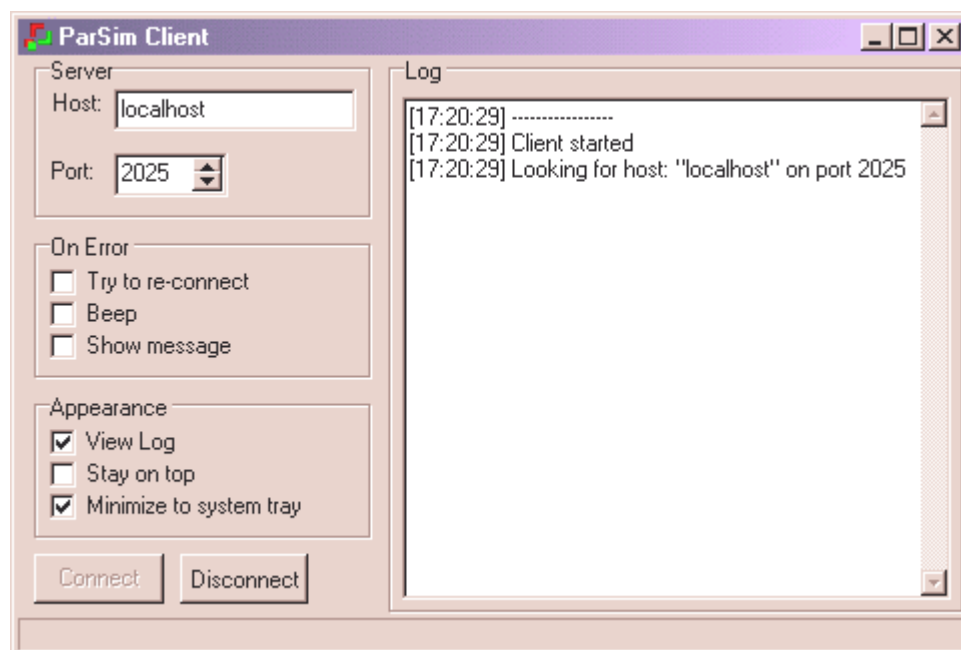 ParSim Client
Server
Host: localhost
Port: 2025
On Error
Try to re-connect
Beep
Show message
Appearance
View Log
Stay on top
Minimize to system tray
Connect Disconnect
Log
[17:20:29] -----------------
[17:20:29] Client started
[17:20:29] Looking for host: "localhost" on port 2025